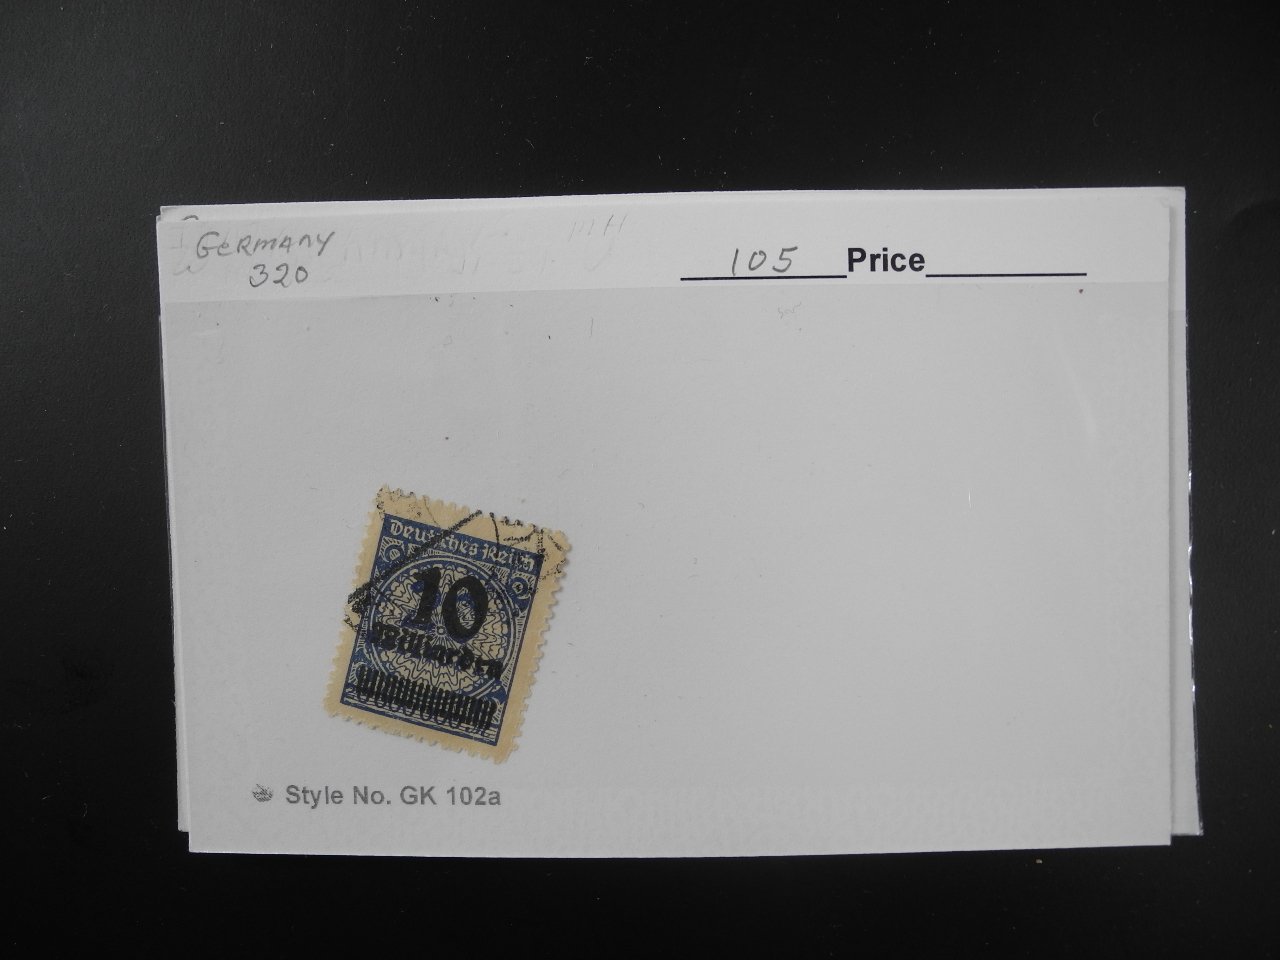 Germany
320
105 Price
Deutsches Reich
10
Milliarden
Style No. GK 102a